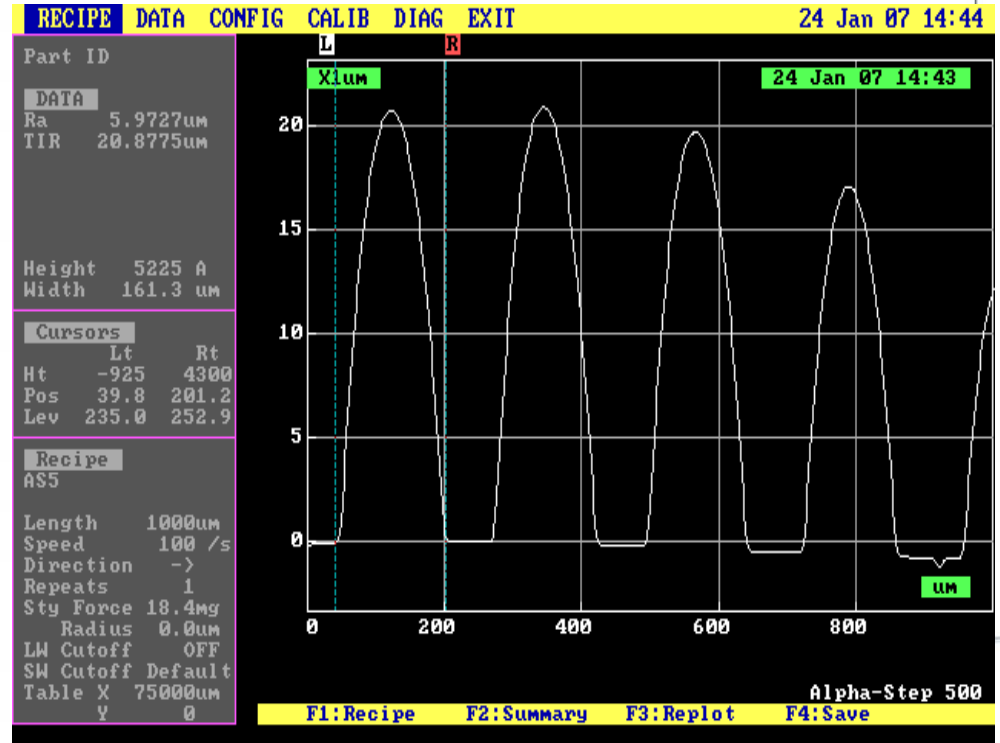 RECIPE DATA CONFIG CALIB DIAG EXIT 24 Jan 07 14:44
L R
Part ID
X1um 24 Jan 07 14:43
DATA
Ra 5.9727um
TIR 20.8775um
Height 5225 A
Width 161.3 um
Cursors
Lt Rt
Ht -925 4300
Pos 39.8 201.2
Lev 235.0 252.9
Recipe
AS5
Length 1000um
Speed 100 /s
Direction ->
Repeats 1
Sty Force 18.4mg
Radius 0.0um
LW Cutoff OFF
SW Cutoff Default
Table X 75000um
Y 0
20
15
10
5
0
um
0 200 400 600 800
Alpha-Step 500
F1:Recipe F2:Summary F3:Replot F4:Save